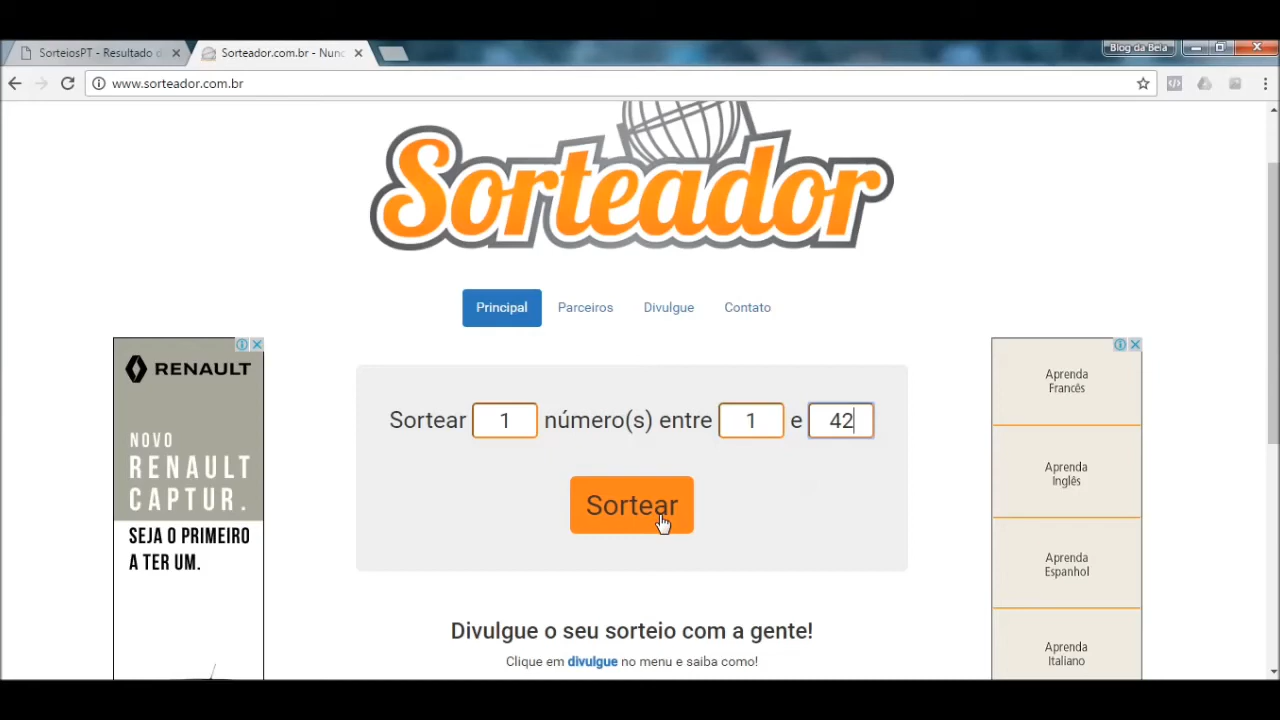 SorteiosPT - Resultado d
Sorteador.com.br - Nunc
Blog da Beia
www.sorteador.com.br
Sorteador
Principal
Parceiros
Divulgue
Contato
RENAULT
NOVO
RENAULT
CAPTUR.
SEJA O PRIMEIRO
A TER UM.
Sortear 1 número(s) entre 1 e 42
Sortear
Divulgue o seu sorteio com a gente!
Clique em divulgue no menu e saiba como!
Aprenda
Francês
Aprenda
Inglês
Aprenda
Espanhol
Aprenda
Italiano